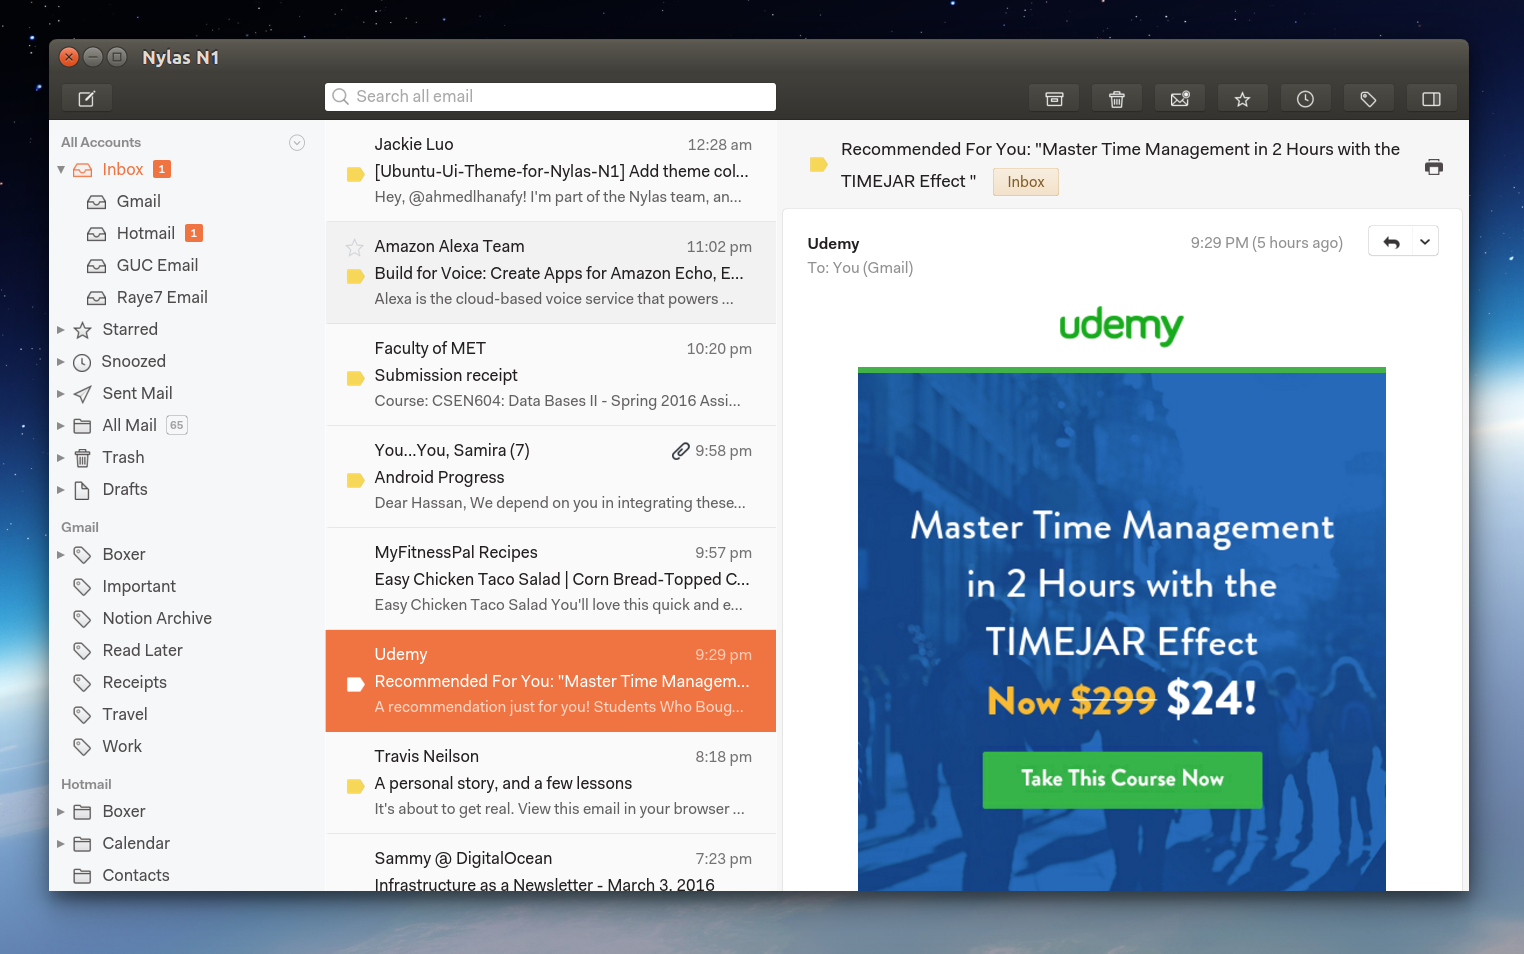 Nylas N1
Search all email
All Accounts
Inbox 1
Gmail
Hotmail 1
GUC Email
Raye7 Email
Starred
Snoozed
Sent Mail
All Mail 65
Trash
Drafts
Gmail
Boxer
Important
Notion Archive
Read Later
Receipts
Travel
Work
Hotmail
Boxer
Calendar
Contacts
Jackie Luo 12:28 am
[Ubuntu-Ui-Theme-for-Nylas-N1] Add theme col...
Hey, @ahmedlhanafy! I'm part of the Nylas team, an...
Amazon Alexa Team 11:02 pm
Build for Voice: Create Apps for Amazon Echo, E...
Alexa is the cloud-based voice service that powers ...
Faculty of MET 10:20 pm
Submission receipt
Course: CSEN604: Data Bases II - Spring 2016 Assi...
You...You, Samira (7) 9:58 pm
Android Progress
Dear Hassan, We depend on you in integrating these...
MyFitnessPal Recipes 9:57 pm
Easy Chicken Taco Salad | Corn Bread-Topped C...
Easy Chicken Taco Salad You'll love this quick and e...
Udemy 9:29 pm
Recommended For You: "Master Time Managem...
A recommendation just for you! Students Who Boug...
Travis Neilson 8:18 pm
A personal story, and a few lessons
It's about to get real. View this email in your browser ...
Sammy @ DigitalOcean 7:23 pm
Infrastructure as a Newsletter - March 3, 2016
Recommended For You: "Master Time Management in 2 Hours with the
TIMEJAR Effect " Inbox
Udemy 9:29 PM (5 hours ago)
To: You (Gmail)
udemy
Master Time Management
in 2 Hours with the
TIMEJAR Effect
Now $299 $24!
Take This Course Now